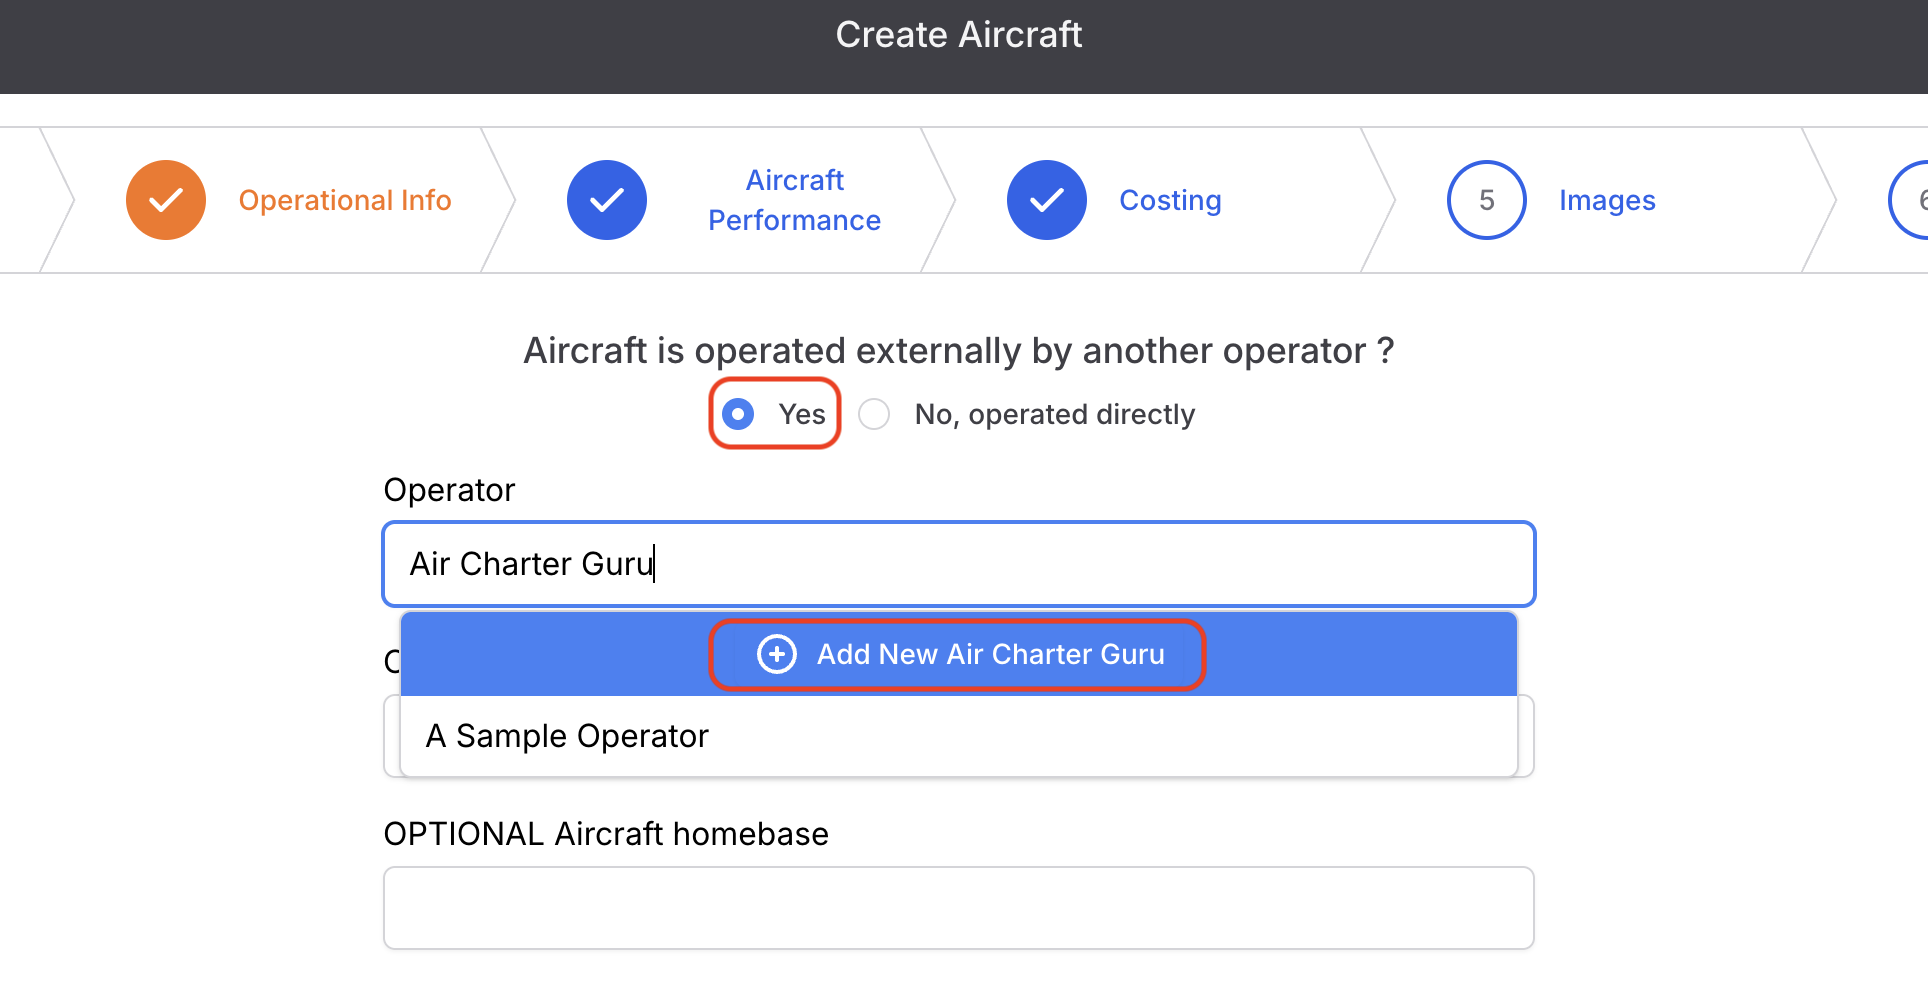 Create Aircraft
Operational Info
Aircraft
Performance
Costing
5
Images
6
Aircraft is operated externally by another operator ?
Yes
No, operated directly
Operator
Air Charter Guru
Add New Air Charter Guru
A Sample Operator
OPTIONAL Aircraft homebase